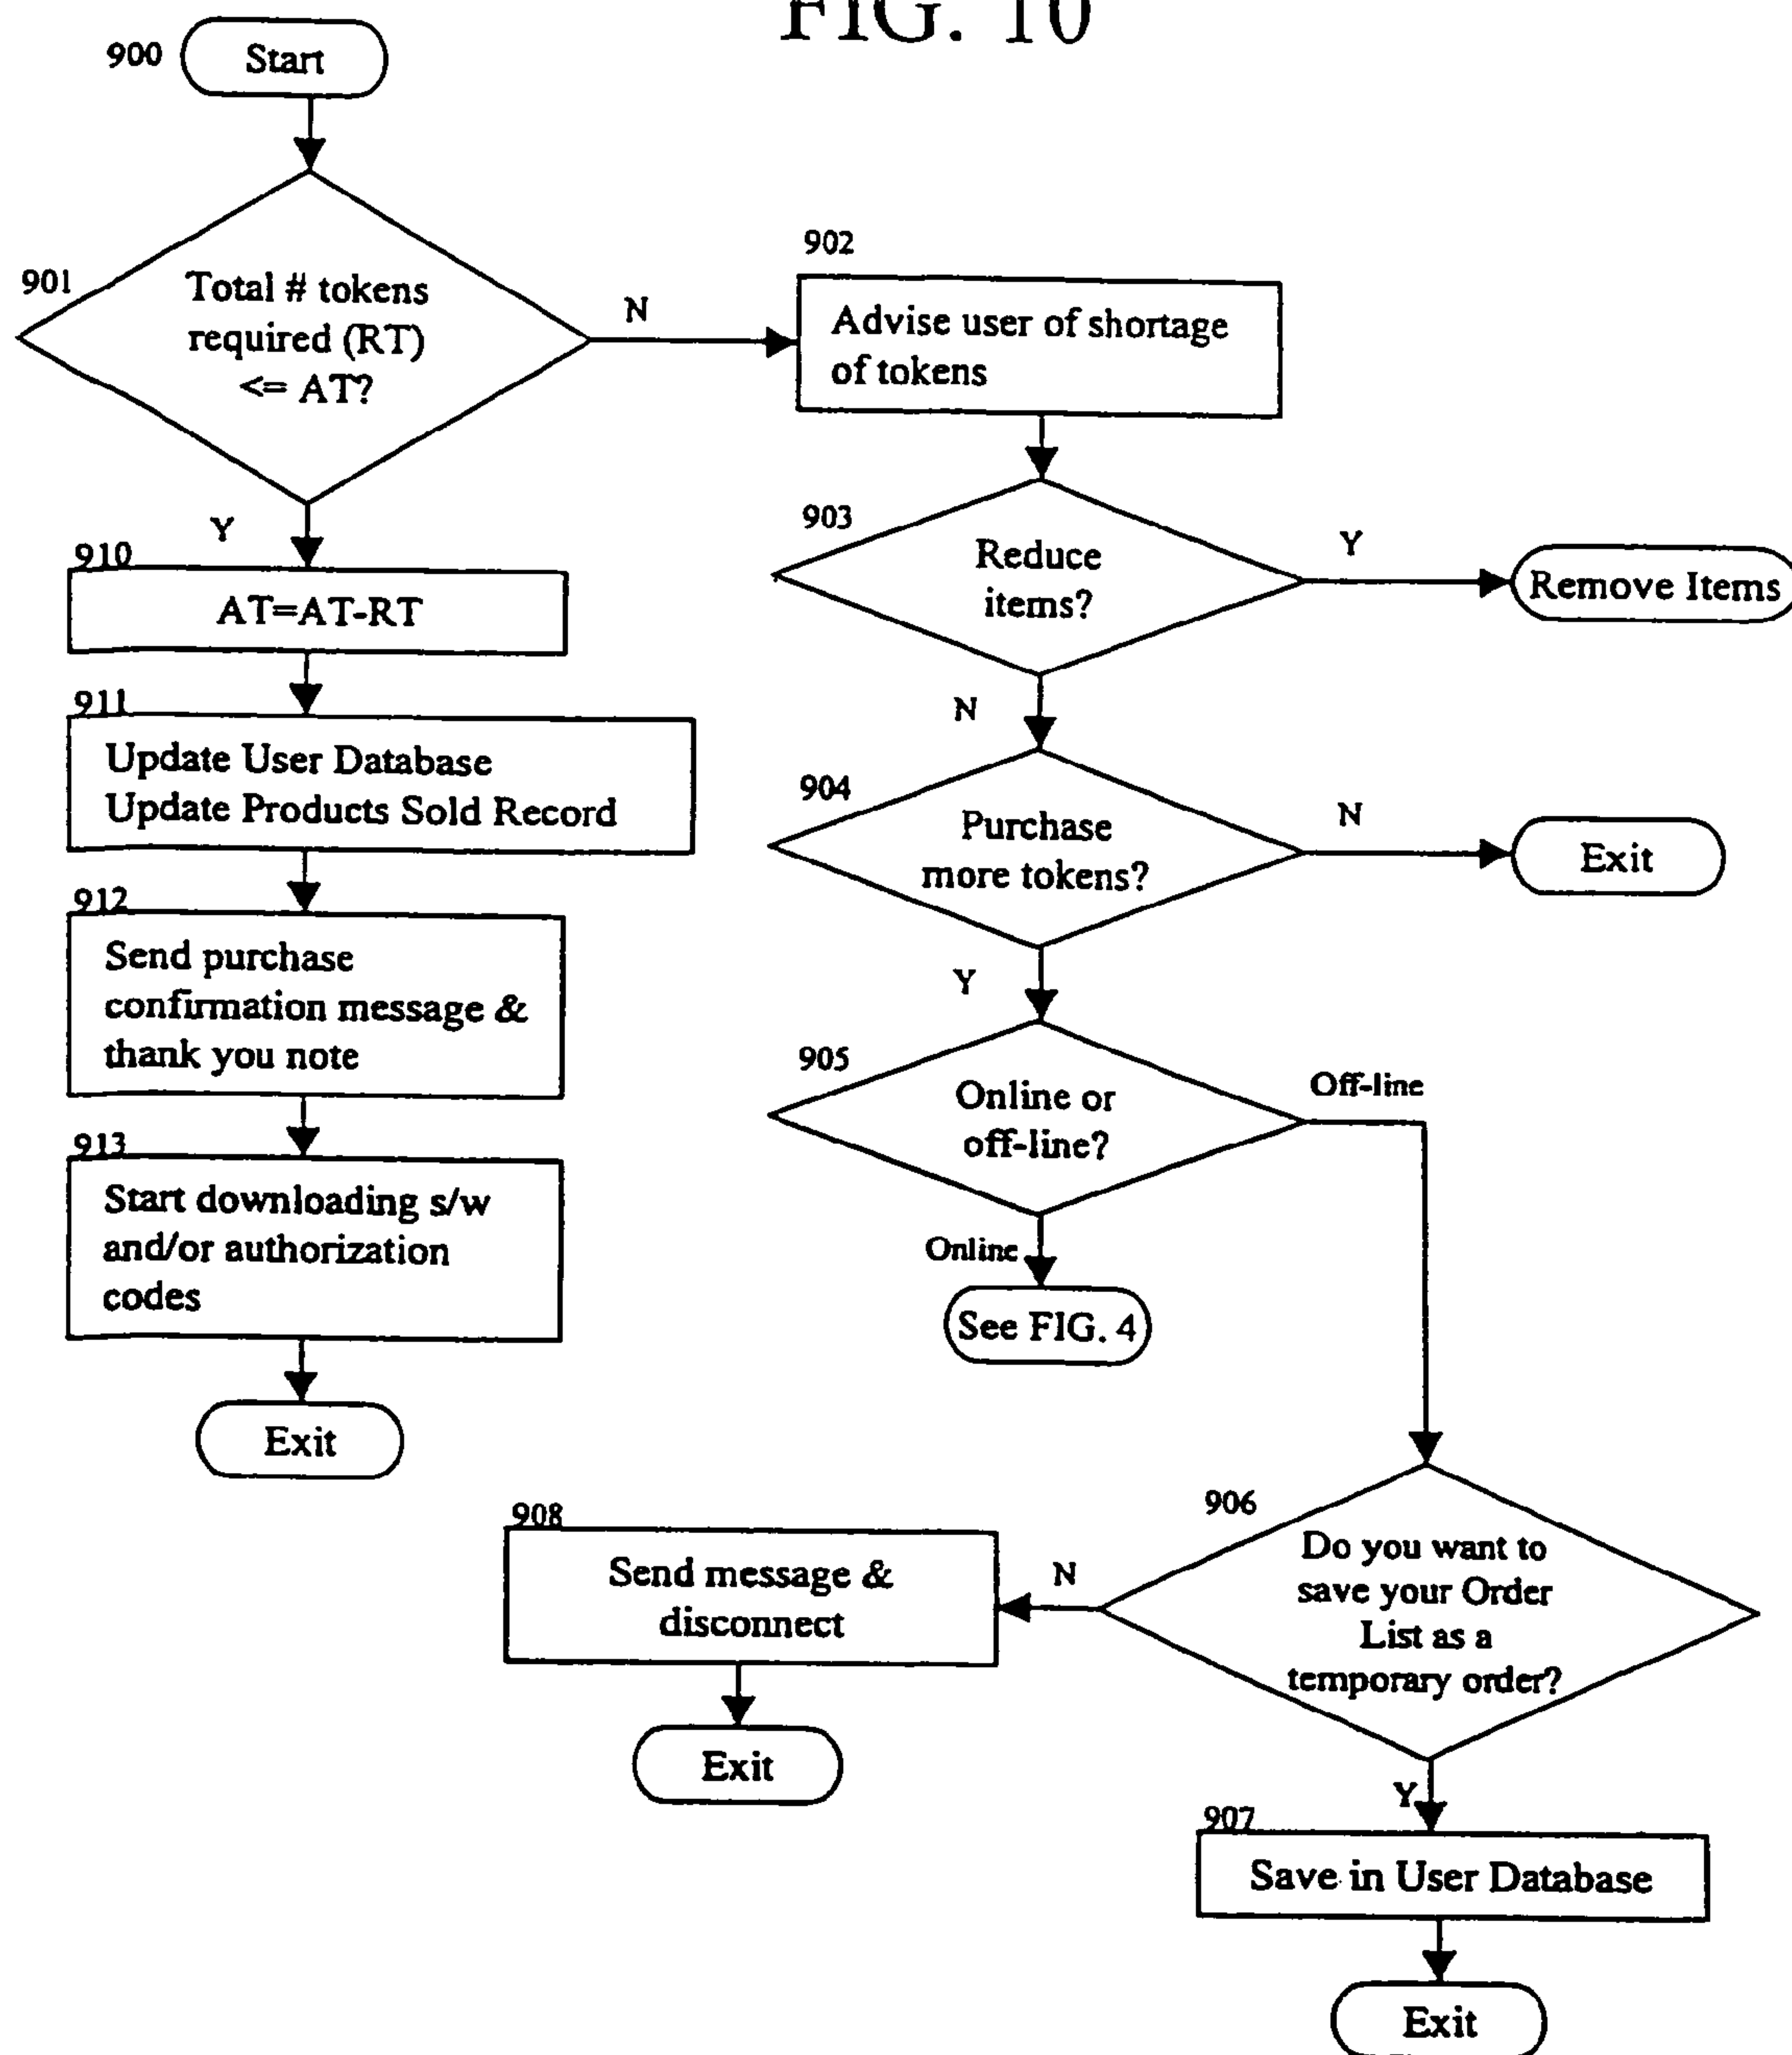 FIG. 10
900
Start
901
Total # tokens
required (RT)
<= AT?
N
902
Advise user of shortage
of tokens
Y
910
AT=AT-RT
911
Update User Database
Update Products Sold Record
912
Send purchase
confirmation message &
thank you note
913
Start downloading s/w
and/or authorization
codes
Exit
903
Reduce
items?
Y
Remove Items
N
904
Purchase
more tokens?
N
Exit
Y
905
Online or
off-line?
Off-line
Online
See FIG. 4
906
Do you want to
save your Order
List as a
temporary order?
N
908
Send message &
disconnect
Exit
Y
907
Save in User Database
Exit